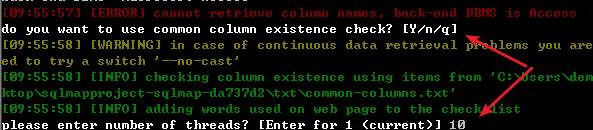 [09:55:57] [ERROR] cannot retrieve column names, back-end DBMS is Access
do you want to use common column existence check? [Y/n/q]
[09:55:58] [WARNING] in case of continuous data retrieval problems you are
ed to try a switch '--no-cast'
[09:55:58] [INFO] checking column existence using items from 'C:\Users\de
ktop\sqlmapproject-sqlmap-da737d2\txt\common-columns.txt'
[09:55:58] [INFO] adding words used on web page to the check list
please enter number of threads? [Enter for 1 (current)] 10